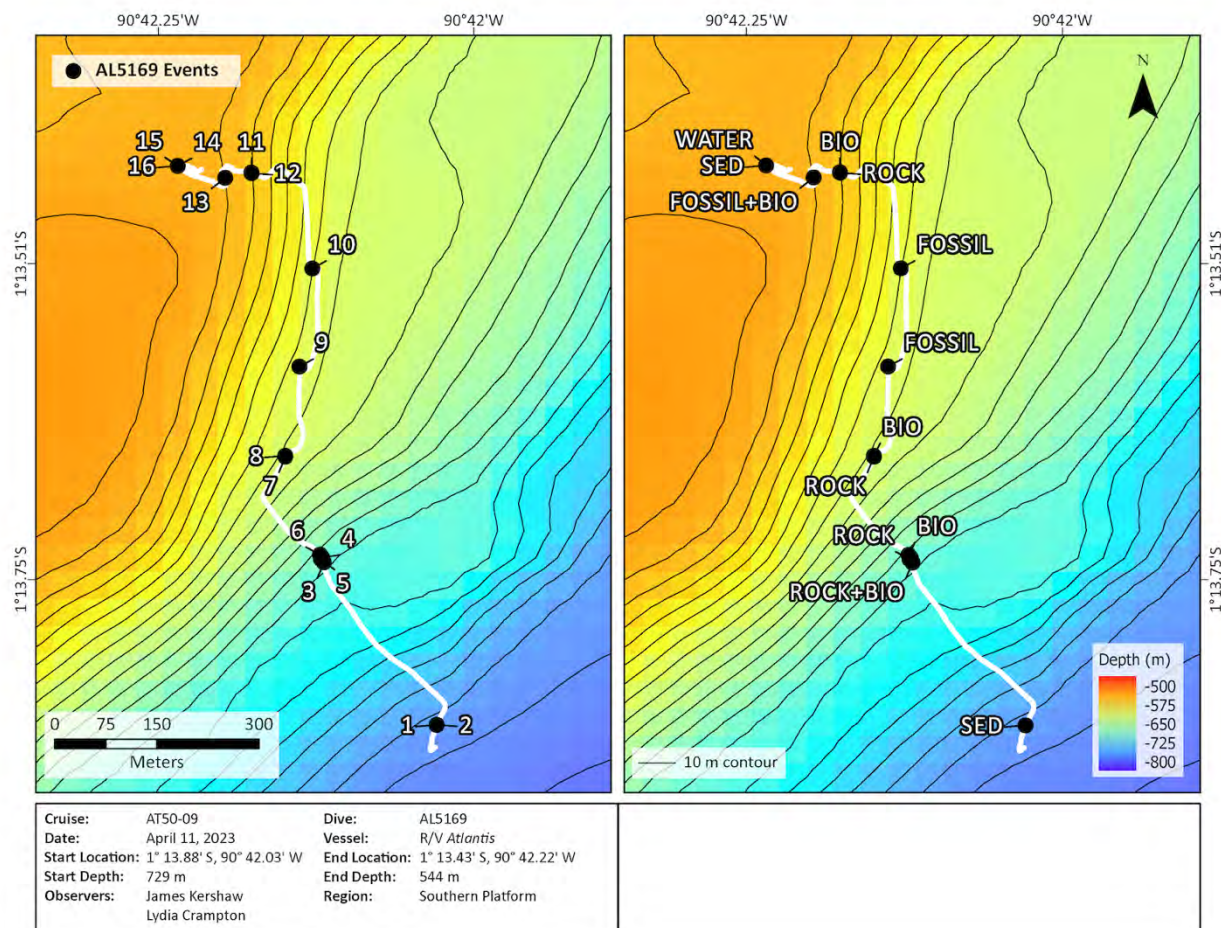 90°42.25'W
90°42'W
90°42.25'W
90°42'W
AL5169 Events
15
14
11
16
12
13
10
9
8
7
6
4
3
5
1
2
1°13.51'S
1°13.75'S
0 75 150 300
Meters
N
WATER
BIO
SED
ROCK
FOSSIL+BIO
FOSSIL
FOSSIL
BIO
ROCK
BIO
ROCK
ROCK+BIO
SED
1°13.51'S
1°13.75'S
10 m contour
Depth (m)
-500
-575
-650
-725
-800
Cruise: AT50-09 Dive: AL5169
Date: April 11, 2023 Vessel: R/V Atlantis
Start Location: 1° 13.88' S, 90° 42.03' W End Location: 1° 13.43' S, 90° 42.22' W
Start Depth: 729 m End Depth: 544 m
Observers: James Kershaw Region: Southern Platform
Lydia Crampton